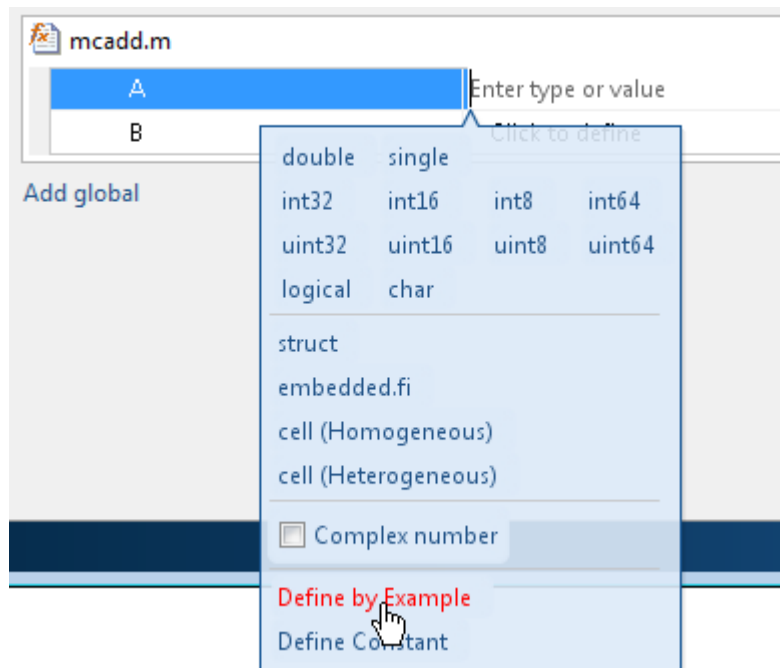 mcadd.m
A Enter type or value
B Click to define
Add global
double single
int32 int16 int8 int64
uint32 uint16 uint8 uint64
logical char
struct
embedded.fi
cell (Homogeneous)
cell (Heterogeneous)
Complex number
Define by Example
Define Constant